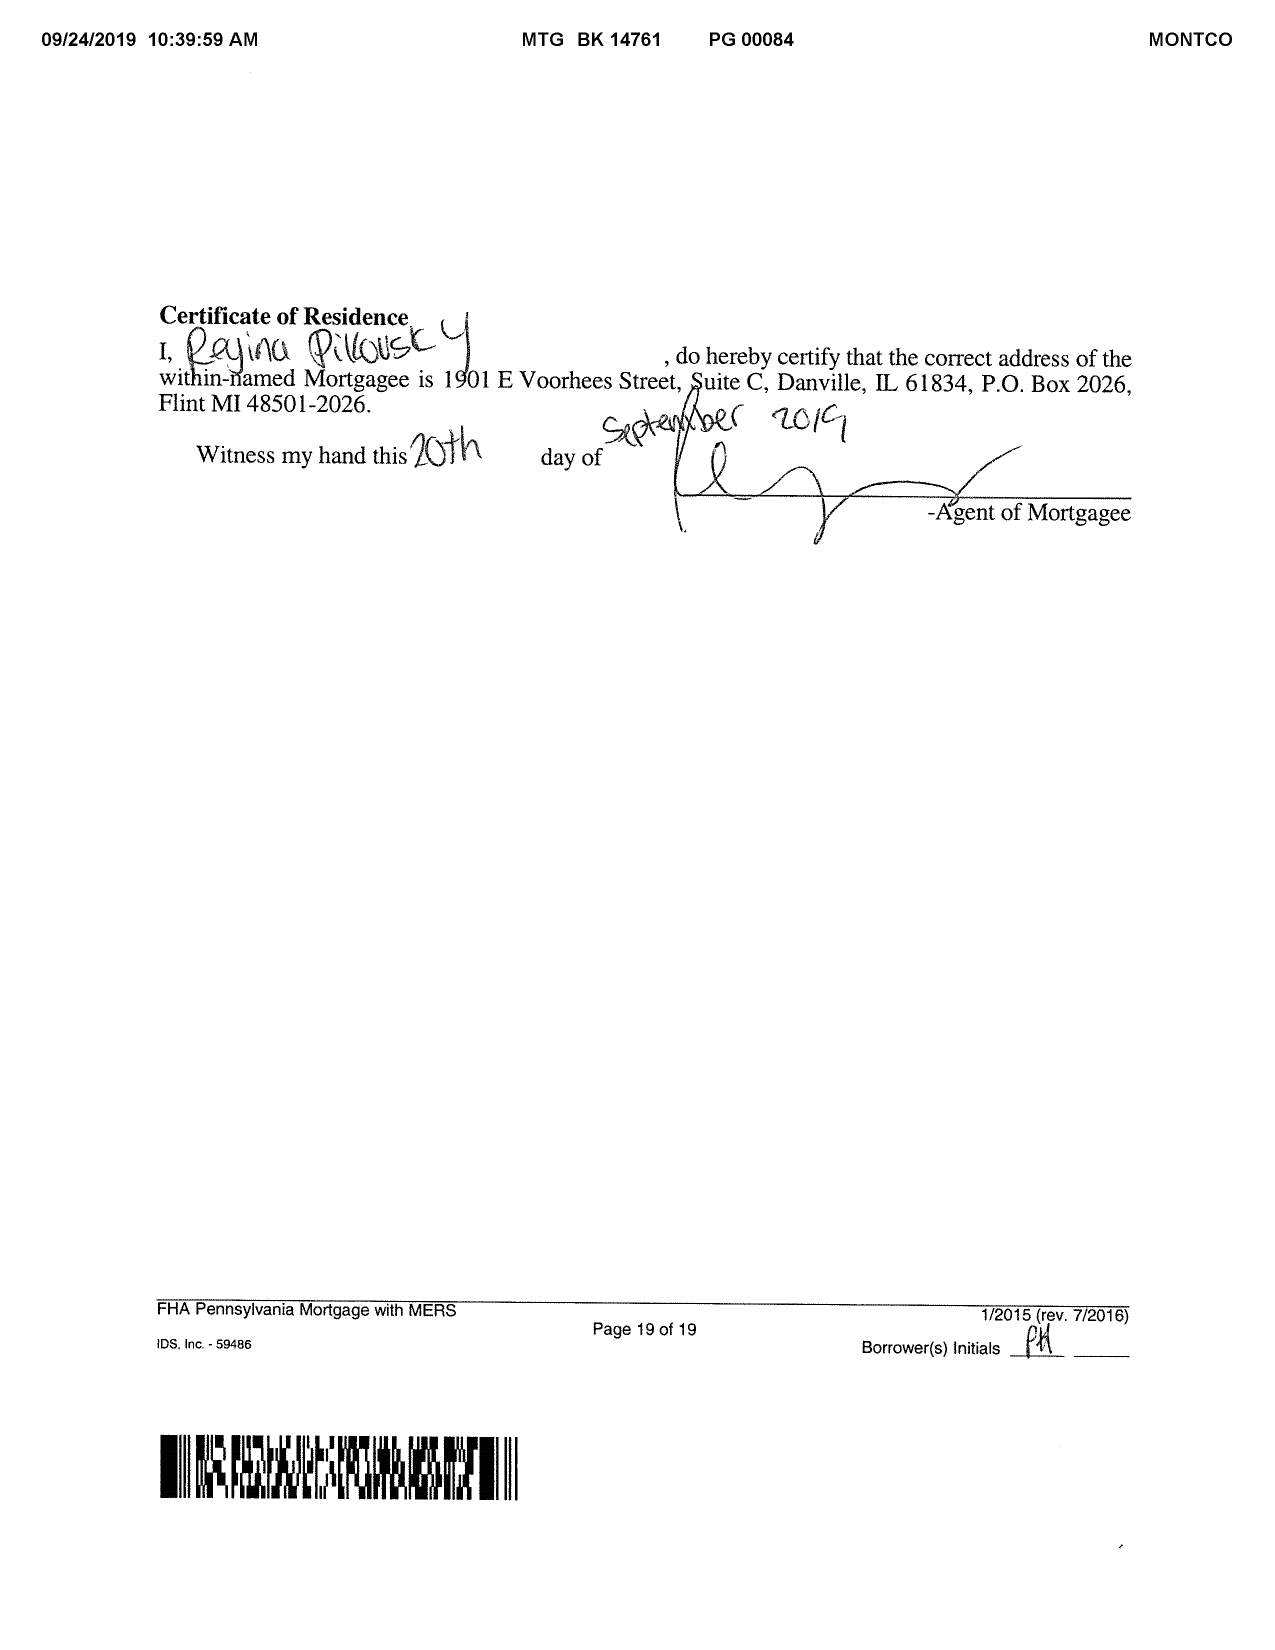 09/24/2019 10:39:59 AM MTG BK 14761 PG 00084 MONTCO
Certificate of Residence
I, Regina Pillousky, do hereby certify that the correct address of the
within-named Mortgagee is 1901 E Voorhees Street, Suite C, Danville, IL 61834, P.O. Box 2026,
Flint MI 48501-2026.
Witness my hand this 20th day of September 2019
-Agent of Mortgagee
FHA Pennsylvania Mortgage with MERS 1/2015 (rev. 7/2016)
Page 19 of 19
IDS, Inc. - 59486 Borrower(s) Initials PH